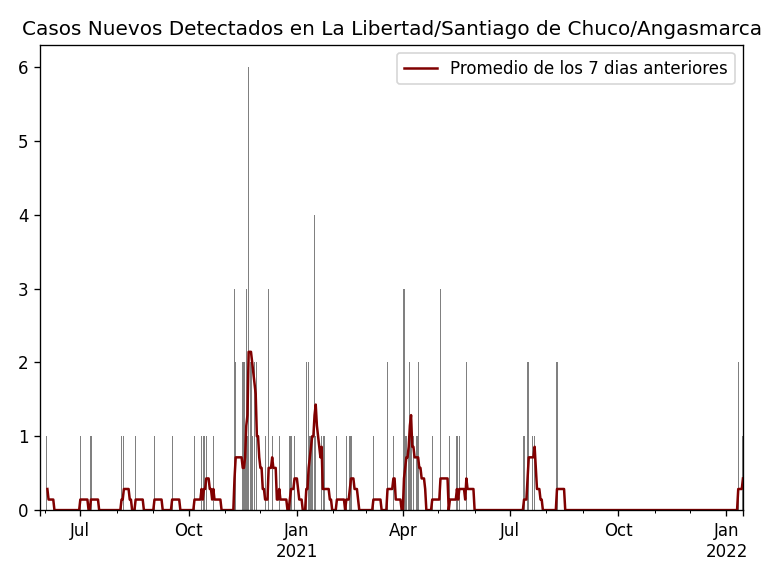 Casos Nuevos Detectados en La Libertad/Santiago de Chuco/Angasmarca
Promedio de los 7 dias anteriores
6
5
4
3
2
1
0
Jul Oct Jan Apr Jul Oct Jan
2021 2022